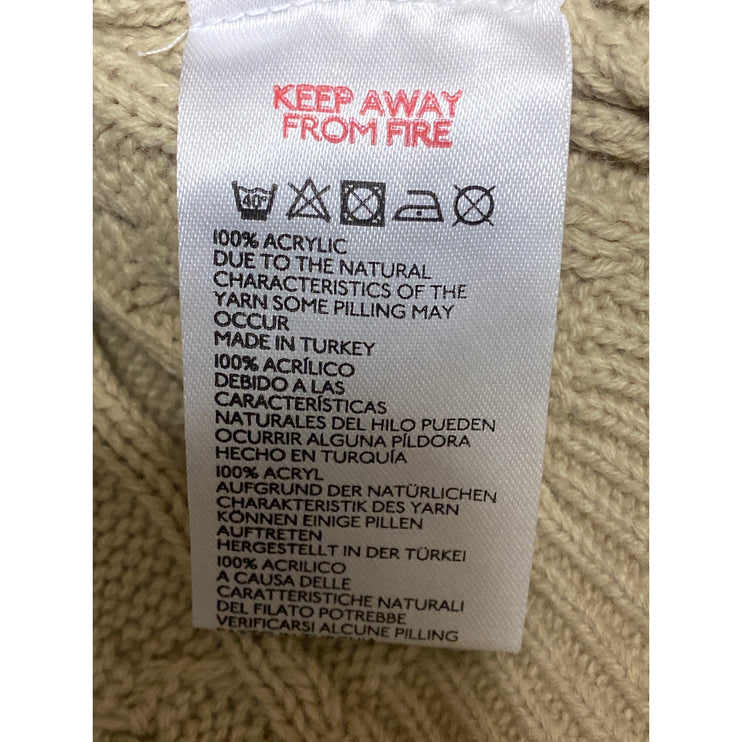 KEEP AWAY
FROM FIRE
40°
100% ACRYLIC
DUE TO THE NATURAL
CHARACTERISTICS OF THE
YARN SOME PILLING MAY
OCCUR
MADE IN TURKEY
100% ACRÍLICO
DEBIDO A LAS
CARACTERÍSTICAS
NATURALES DEL HILO PUEDEN
OCURRIR ALGUNA PÍLDORA
HECHO EN TURQUÍA
100% ACRYL
AUFGRUND DER NATÜRLICHEN
CHARAKTERISTIK DES YARN
KÖNNEN EINIGE PILLEN
AUFTRETEN
HERGESTELLT IN DER TÜRKEI
100% ACRILICO
A CAUSA DELLE
CARATTERISTICHE NATURALI
DEL FILATO POTREBBE
VERIFICARSI ALCUNE PILLING